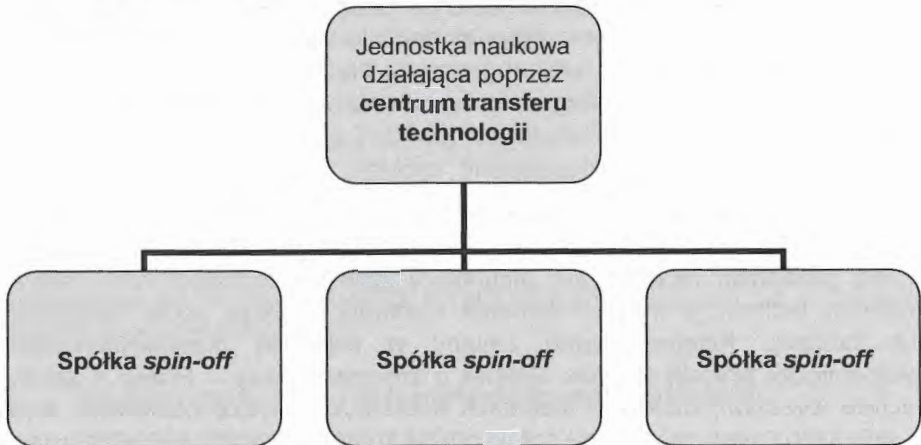 Jednostka naukowa
działająca poprzez
centrum transferu
technologii
Spółka spin-off
Spółka spin-off
Spółka spin-off